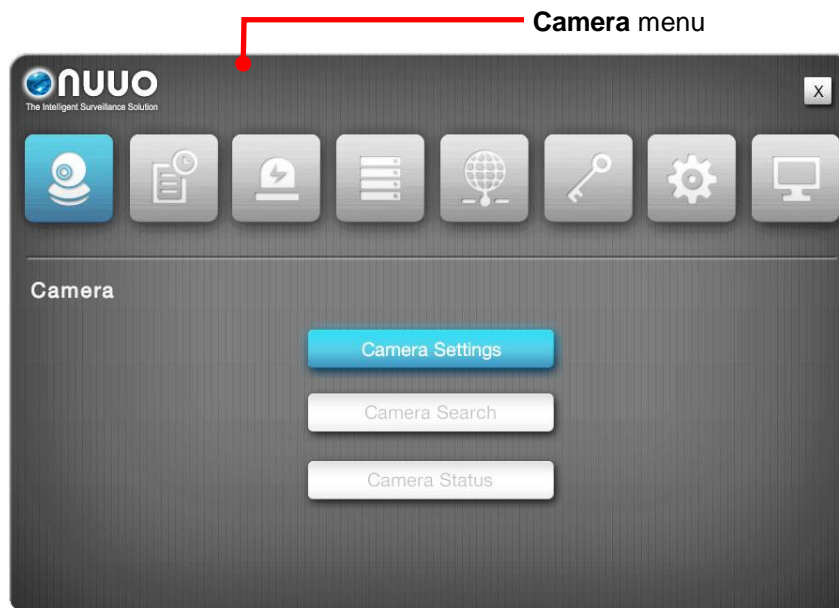 Camera menu
nuuo
The Intelligent Surveillance Solution
X
Camera
Camera Settings
Camera Search
Camera Status